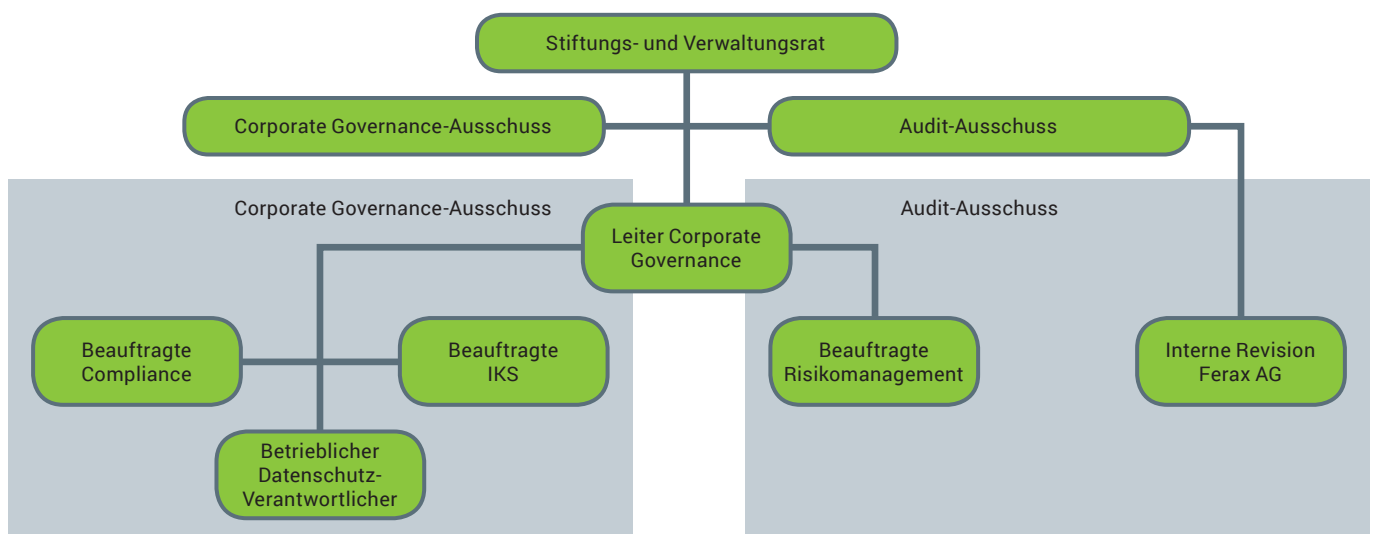 Stiftungs- und Verwaltungsrat
Corporate Governance-Ausschuss
Audit-Ausschuss
Corporate Governance-Ausschuss
Audit-Ausschuss
Leiter Corporate
Governance
Beauftragte
Compliance
Beauftragte
IKS
Beauftragte
Risikomanagement
Interne Revision
Ferax AG
Betrieblicher
Datenschutz-
Verantwortlicher